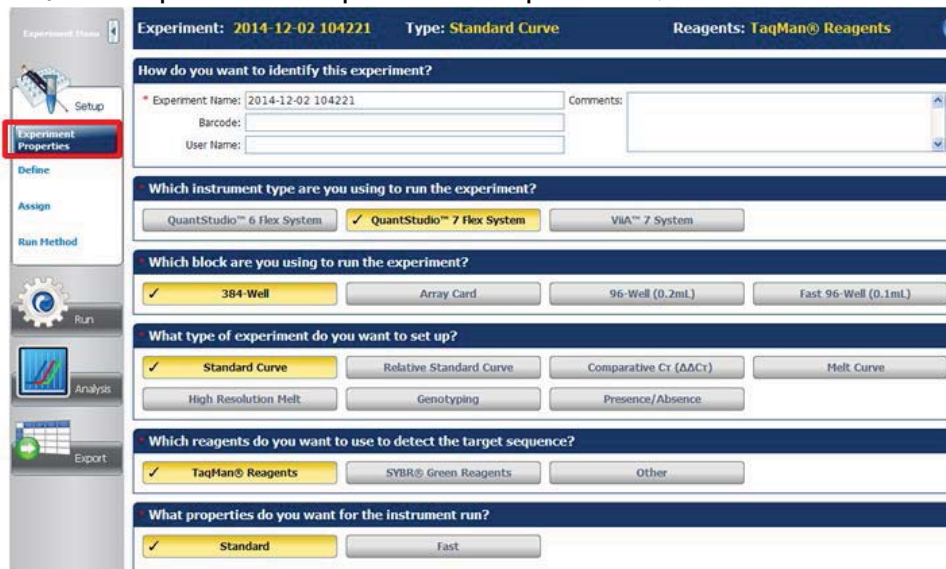 Experiment Menu
Experiment: 2014-12-02 104221 Type: Standard Curve Reagents: TaqMan® Reagents
How do you want to identify this experiment?
* Experiment Name: 2014-12-02 104221 Comments:
Barcode:
User Name:
Setup
Experiment
Properties
Define
Assign
Run Method
Run
Analysis
Export
* Which instrument type are you using to run the experiment?
QuantStudio™ 6 Flex System ✓ QuantStudio™ 7 Flex System ViiA™ 7 System
* Which block are you using to run the experiment?
✓ 384-Well Array Card 96-Well (0.2mL) Fast 96-Well (0.1mL)
* What type of experiment do you want to set up?
✓ Standard Curve Relative Standard Curve Comparative CT (ΔΔCT) Melt Curve
High Resolution Melt Genotyping Presence/Absence
* Which reagents do you want to use to detect the target sequence?
✓ TaqMan® Reagents SYBR® Green Reagents Other
* What properties do you want for the instrument run?
✓ Standard Fast